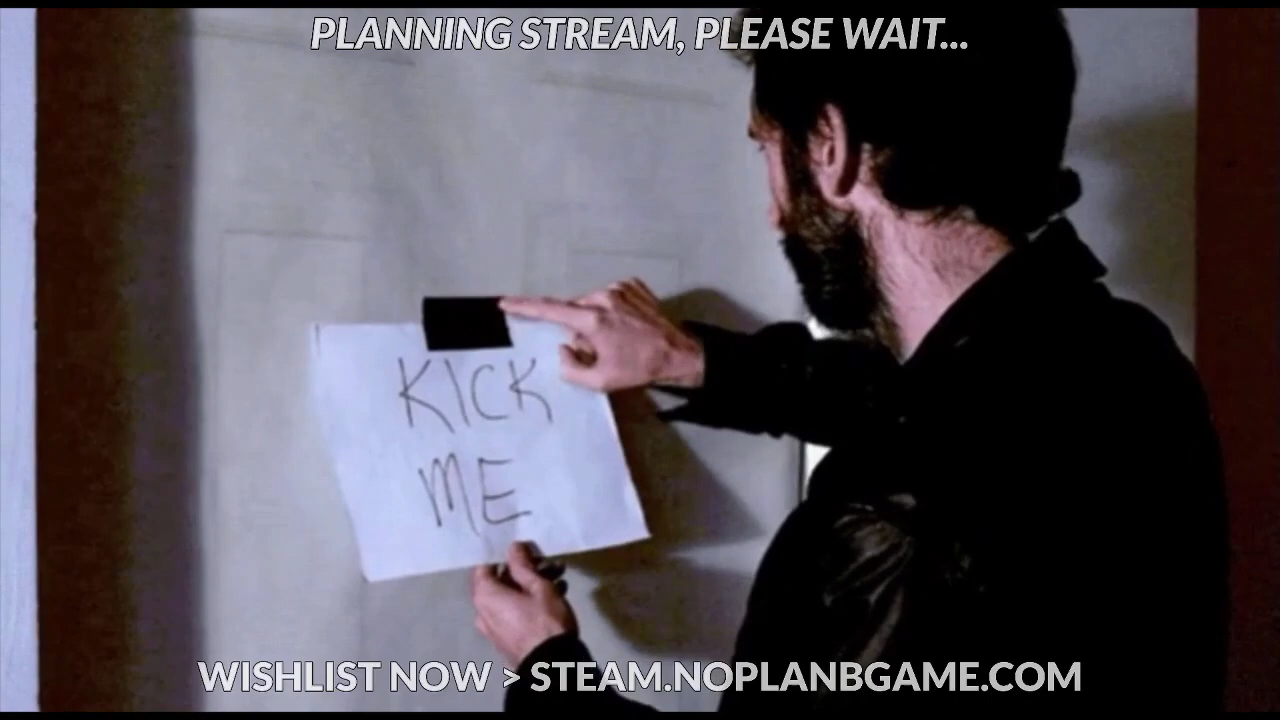 PLANNING STREAM, PLEASE WAIT...
KICK
ME
WISHLIST NOW > STEAM.NOPLANBGAME.COM